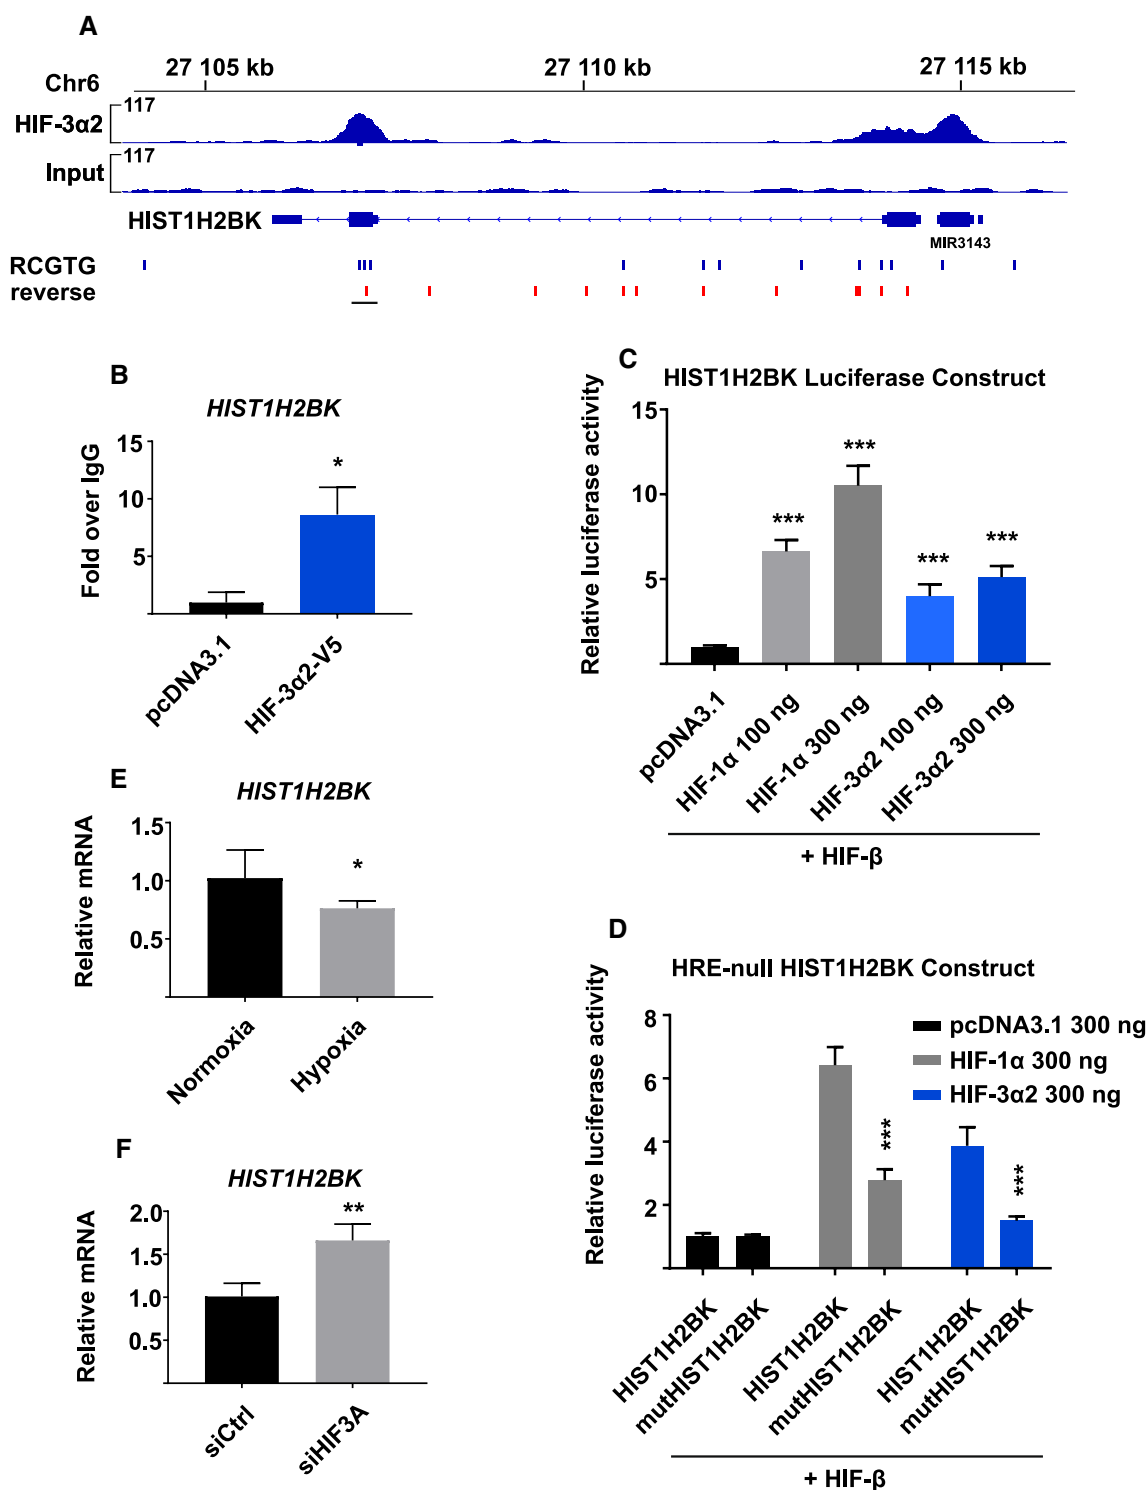 A
27 105 kb
27 110 kb
27 115 kb
Chr6
117
HIF-3α2
117
Input
HIST1H2BK
MIR3143
RCGTG
reverse
B
HIST1H2BK
Fold over IgG
15
10
5
*
pcDNA3.1
HIF-3α2-V5
C
HIST1H2BK Luciferase Construct
Relative luciferase activity
15
10
5
***
***
***
***
pcDNA3.1
HIF-1α 100 ng
HIF-1α 300 ng
HIF-3α2 100 ng
HIF-3α2 300 ng
+ HIF-β
E
HIST1H2BK
Relative mRNA
1.5
1.0
0.5
*
Normoxia
Hypoxia
D
HRE-null HIST1H2BK Construct
Relative luciferase activity
8
6
4
2
pcDNA3.1 300 ng
HIF-1α 300 ng
HIF-3α2 300 ng
***
***
HIST1H2BK
mutHIST1H2BK
HIST1H2BK
mutHIST1H2BK
HIST1H2BK
mutHIST1H2BK
+ HIF-β
F
HIST1H2BK
Relative mRNA
2.0
1.5
1.0
0.5
**
siCtrl
siHIF3A